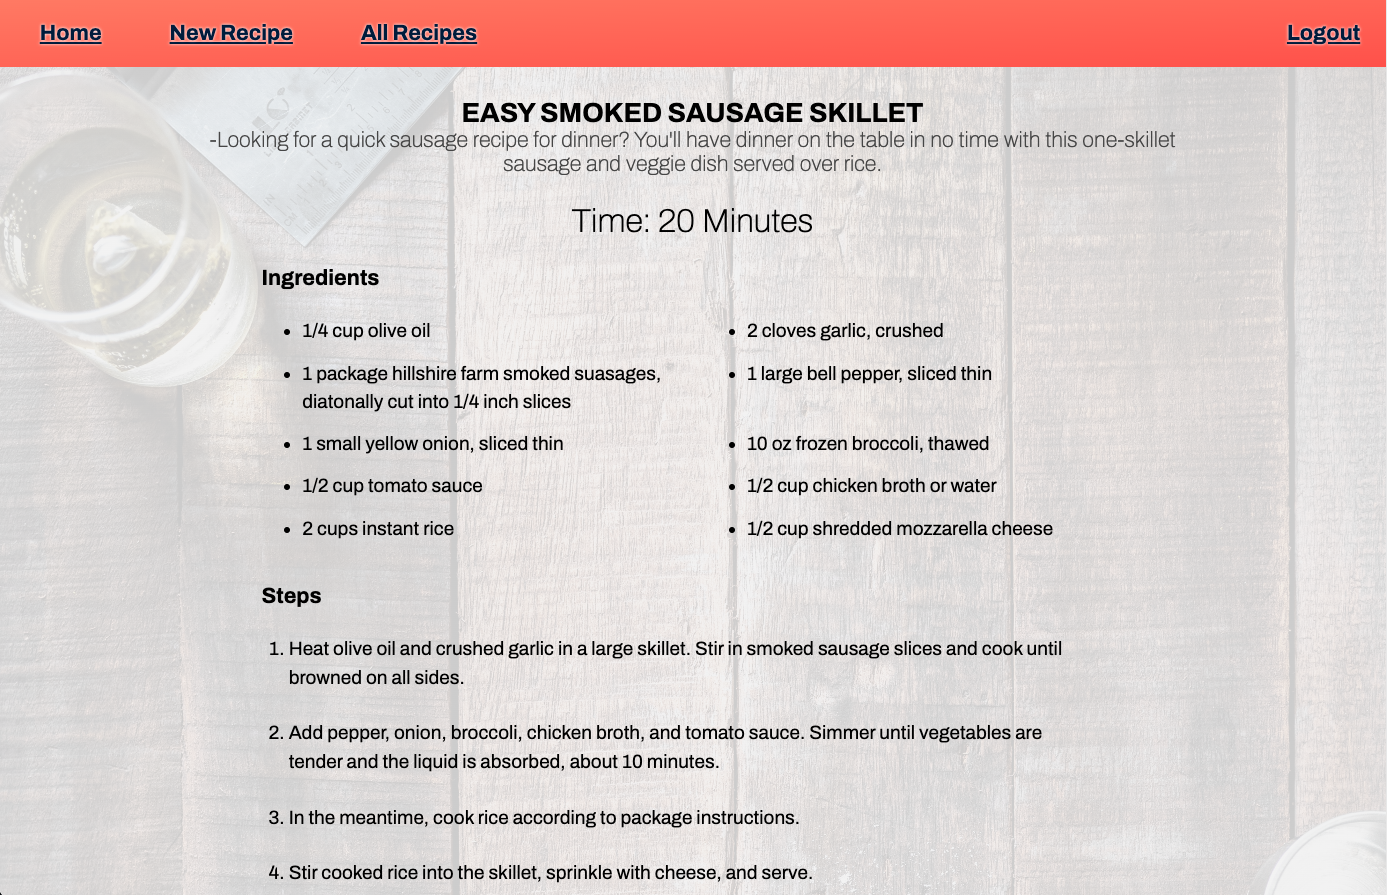 Home New Recipe All Recipes Logout
EASY SMOKED SAUSAGE SKILLET
-Looking for a quick sausage recipe for dinner? You'll have dinner on the table in no time with this one-skillet
sausage and veggie dish served over rice.
Time: 20 Minutes
Ingredients
• 1/4 cup olive oil
• 2 cloves garlic, crushed
• 1 package hillshire farm smoked suasages,
diatonally cut into 1/4 inch slices
• 1 large bell pepper, sliced thin
• 1 small yellow onion, sliced thin
• 10 oz frozen broccoli, thawed
• 1/2 cup tomato sauce
• 1/2 cup chicken broth or water
• 2 cups instant rice
• 1/2 cup shredded mozzarella cheese
Steps
1. Heat olive oil and crushed garlic in a large skillet. Stir in smoked sausage slices and cook until
browned on all sides.
2. Add pepper, onion, broccoli, chicken broth, and tomato sauce. Simmer until vegetables are
tender and the liquid is absorbed, about 10 minutes.
3. In the meantime, cook rice according to package instructions.
4. Stir cooked rice into the skillet, sprinkle with cheese, and serve.